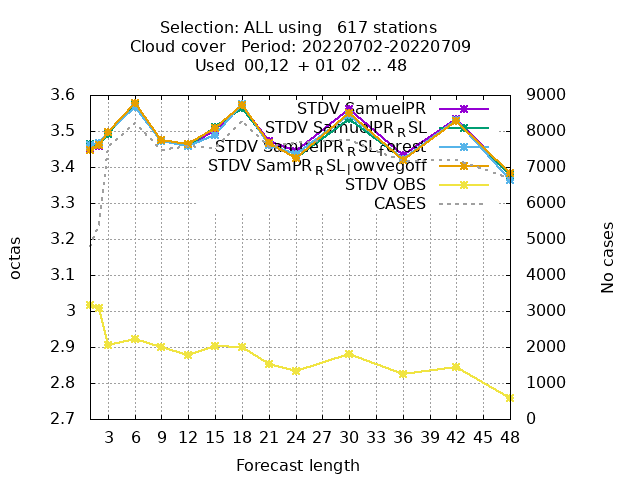 Selection: ALL using 617 stations
Cloud cover Period: 20220702-20220709
Used 00,12 + 01 02 ... 48
3.6
3.5
3.4
3.3
3.2
3.1
3
2.9
2.8
2.7
octas
9000
8000
7000
6000
5000
4000
3000
2000
1000
0
No cases
STDV SamuelPR
STDV SamuelPR_RSL
STDV SamuelPR_RSL_forest
STDV SamPR_RSL_lowvegoff
STDV OBS
CASES
3 6 9 12 15 18 21 24 27 30 33 36 39 42 45 48
Forecast length